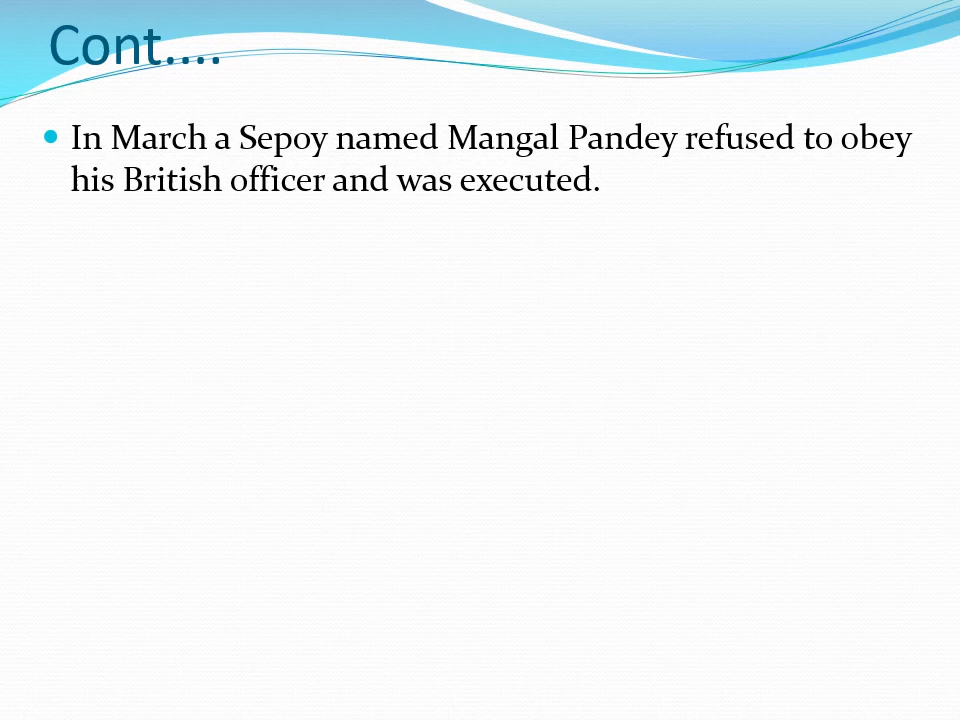 Cont....
• In March a Sepoy named Mangal Pandey refused to obey
his British officer and was executed.